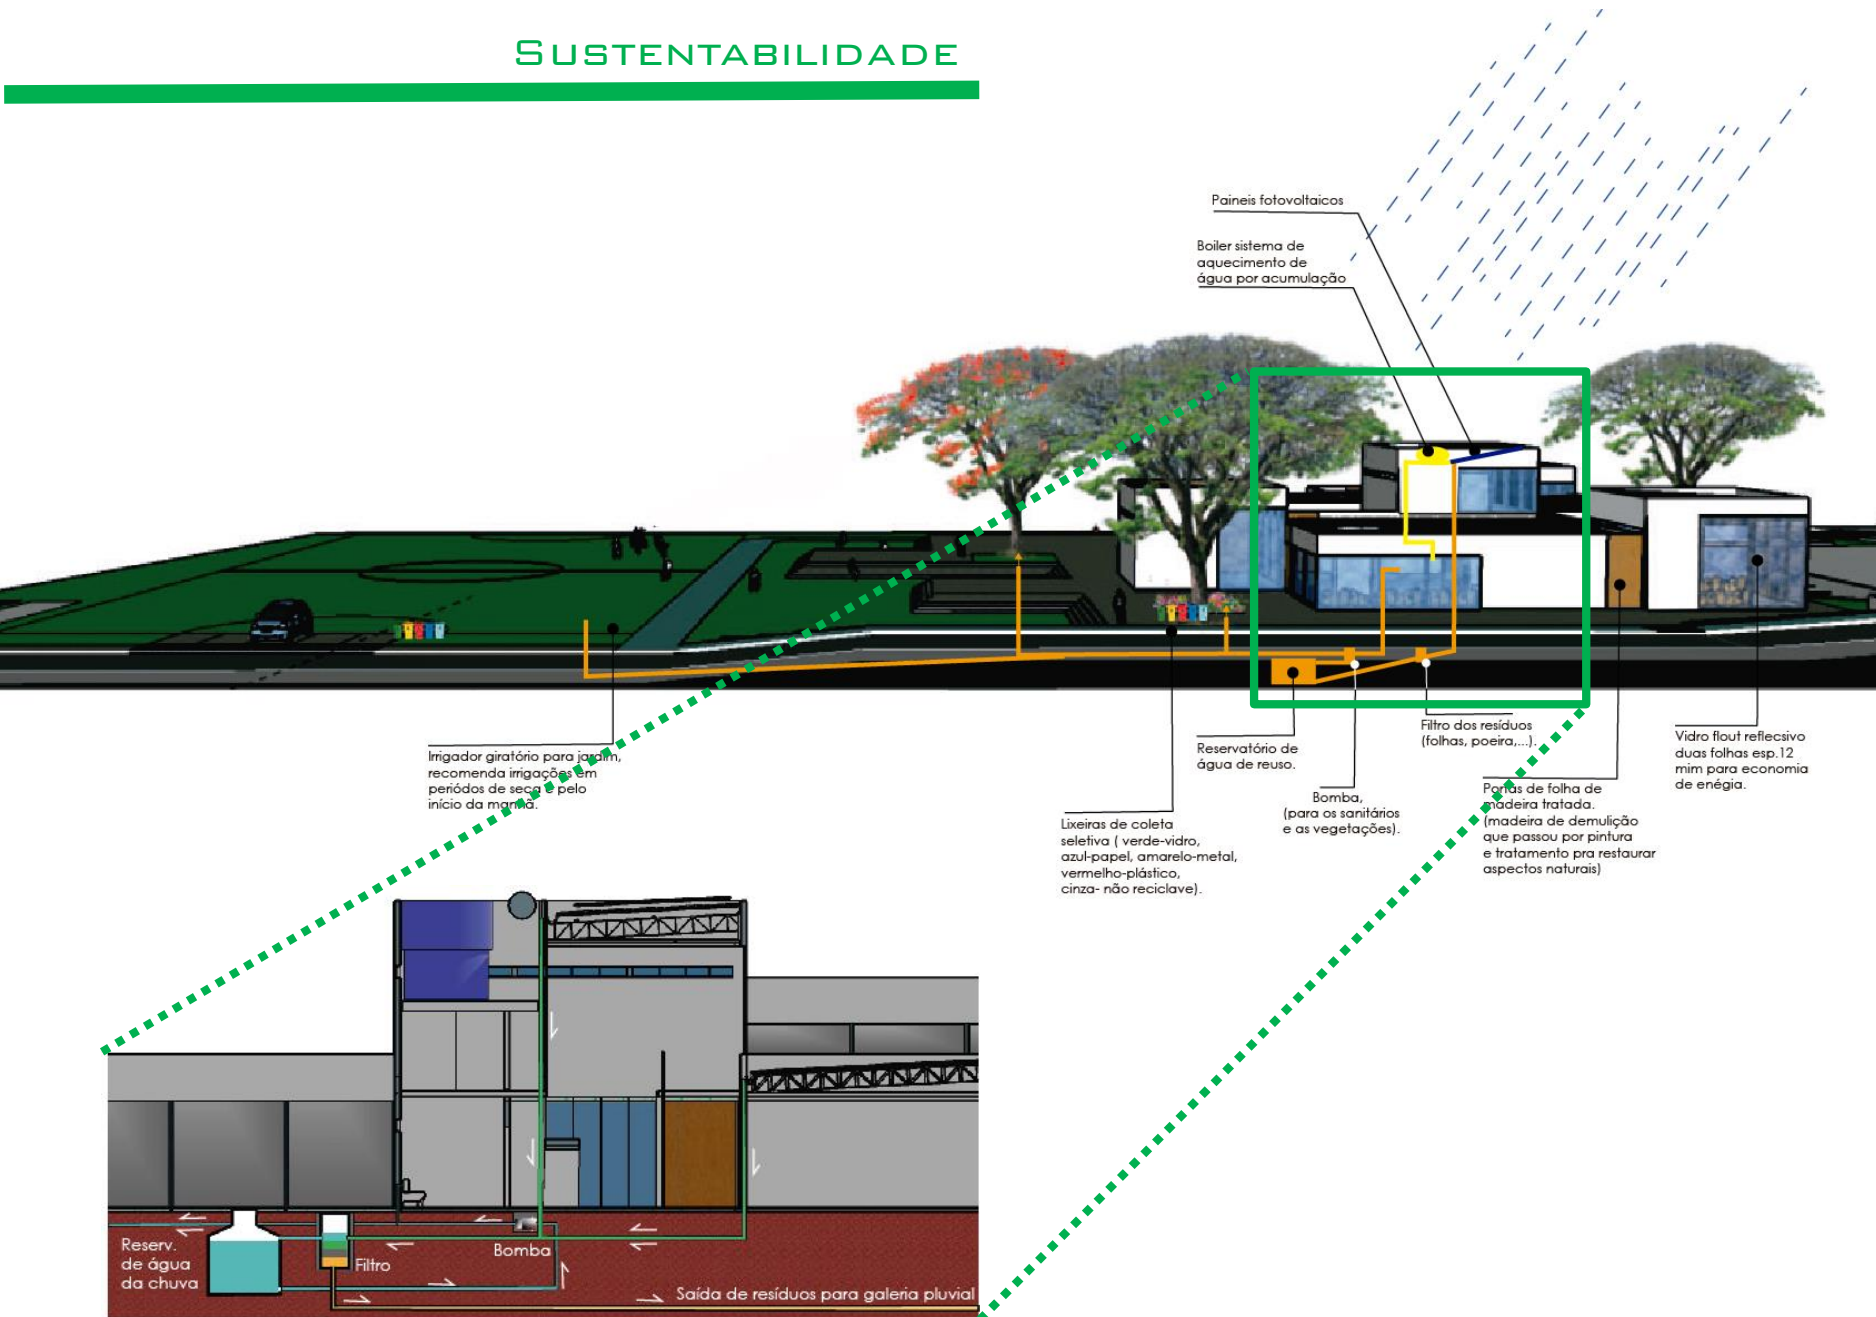 SUSTENTABILIDADE
Paineis fotovoltaicos
Boiler sistema de
aquecimento de
água por acumulação
Irrigador giratório para jardim,
recomenda irrigações em
periódos de seca e pelo
início da manhã.
Lixeiras de coleta
seletiva ( verde-vidro,
azul-papel, amarelo-metal,
vermelho-plástico,
cinza- não reciclave).
Reservatório de
água de reuso.
Bomba,
(para os sanitários
e as vegetações).
Filtro dos resíduos
(folhas, poeira,...).
Portas de folha de
madeira tratada.
(madeira de demulição
que passou por pintura
e tratamento pra restaurar
aspectos naturais)
Vidro flout reflecsivo
duas folhas esp.12
mim para economia
de enégia.
Reserv.
de água
da chuva
Filtro
Bomba
Saída de resíduos para galeria pluvial